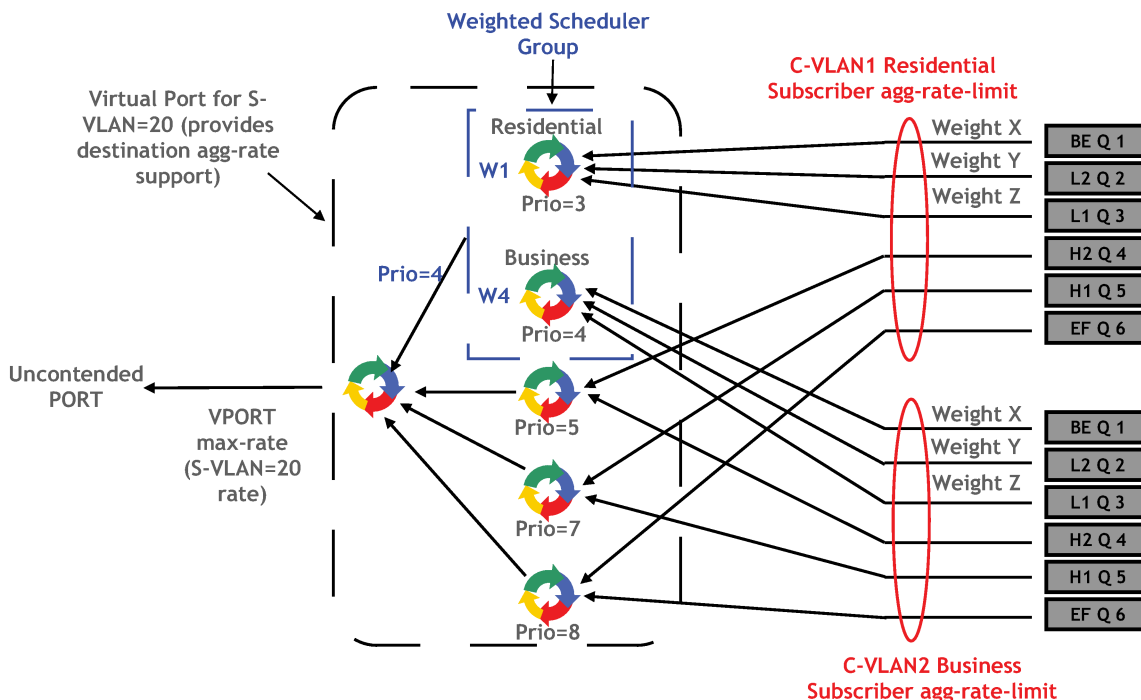 Weighted Scheduler
Group
C-VLAN1 Residential
Subscriber agg-rate-limit
Virtual Port for S-
VLAN=20 (provides
destination agg-rate
support)
Residential
W1
Prio=3
Weight X
BE Q 1
Weight Y
L2 Q 2
Weight Z
L1 Q 3
H2 Q 4
H1 Q 5
EF Q 6
Prio=4
Business
W4
Prio=4
Uncontended
PORT
VPORT
max-rate
(S-VLAN=20
rate)
Prio=5
Prio=7
Prio=8
Weight X
BE Q 1
Weight Y
L2 Q 2
Weight Z
L1 Q 3
H2 Q 4
H1 Q 5
EF Q 6
C-VLAN2 Business
Subscriber agg-rate-limit